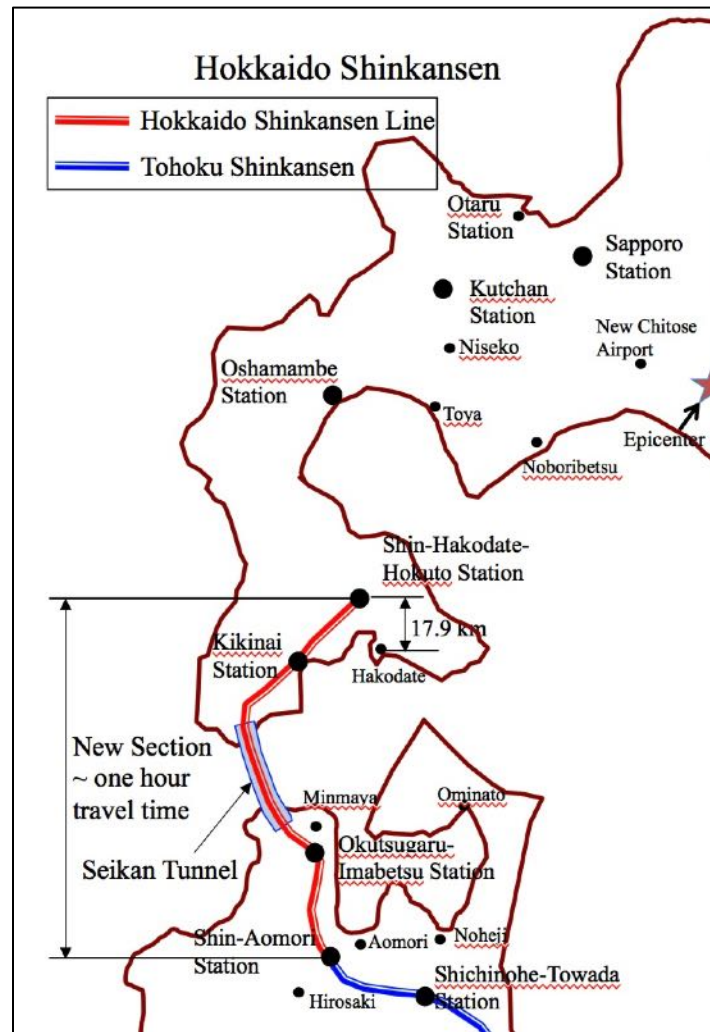 Hokkaido Shinkansen
Hokkaido Shinkansen Line
Tohoku Shinkansen
Otaru
Station
Sapporo
Station
Kutchan
Station
New Chitose
Airport
Niseko
Oshamambe
Station
Toya
Epicenter
Noboribetsu
Shin-Hakodate-
Hokuto Station
17.9 km
Kikinai
Station
Hakodate
New Section
~ one hour
travel time
Minmaya
Ominato
Seikan Tunnel
Okutsugaru-
Imabetsu Station
Shin-Aomori
Station
Aomori
Noheji
Shichinohe-Towada
Station
Hirosaki